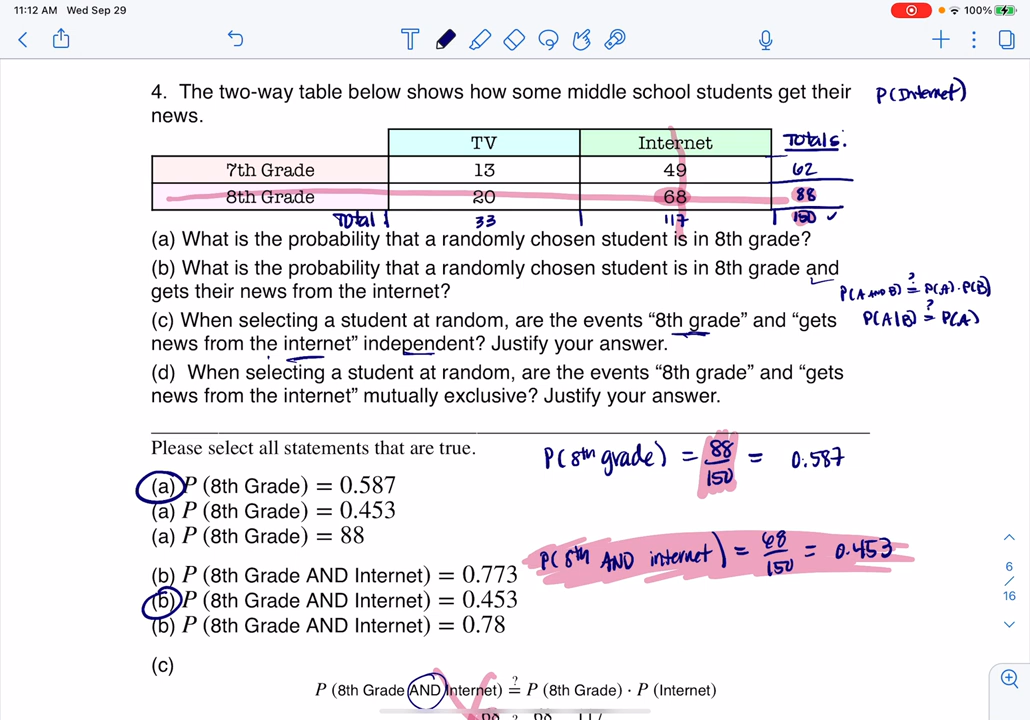 11:12 AM Wed Sep 29
100%
4. The two-way table below shows how some middle school students get their P(Internet)
news.
TV Internet Totals:
7th Grade 13 49 62
8th Grade 20 68 88
Total 33 117 150 ✓
(a) What is the probability that a randomly chosen student is in 8th grade?
(b) What is the probability that a randomly chosen student is in 8th grade and
gets their news from the internet?
P(A AND B) ≟ P(A) · P(B)
(c) When selecting a student at random, are the events “8th grade” and “gets
P(A|B) ≟ P(A)
news from the internet” independent? Justify your answer.
(d) When selecting a student at random, are the events “8th grade” and “gets
news from the internet” mutually exclusive? Justify your answer.
Please select all statements that are true.
P(8th grade) = 88/150 = 0.587
(a) P (8th Grade) = 0.587
(a) P (8th Grade) = 0.453
(a) P (8th Grade) = 88
P(8th AND internet) = 68/150 = 0.453
(b) P (8th Grade AND Internet) = 0.773
(b) P (8th Grade AND Internet) = 0.453
(b) P (8th Grade AND Internet) = 0.78
6
/
16
(c)
P (8th Grade AND Internet) ≟ P (8th Grade) · P (Internet)